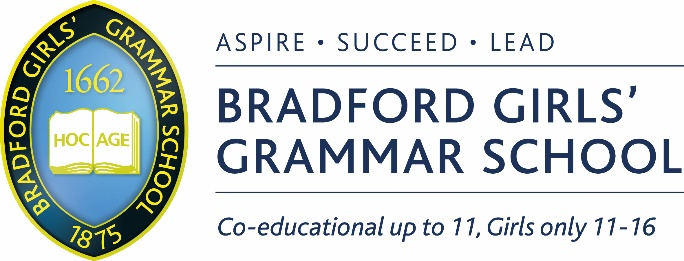 BRADFORD GIRLS' GRAMMAR SCHOOL
1662
HOC AGE
1875
ASPIRE • SUCCEED • LEAD
BRADFORD GIRLS'
GRAMMAR SCHOOL
Co-educational up to 11, Girls only 11-16